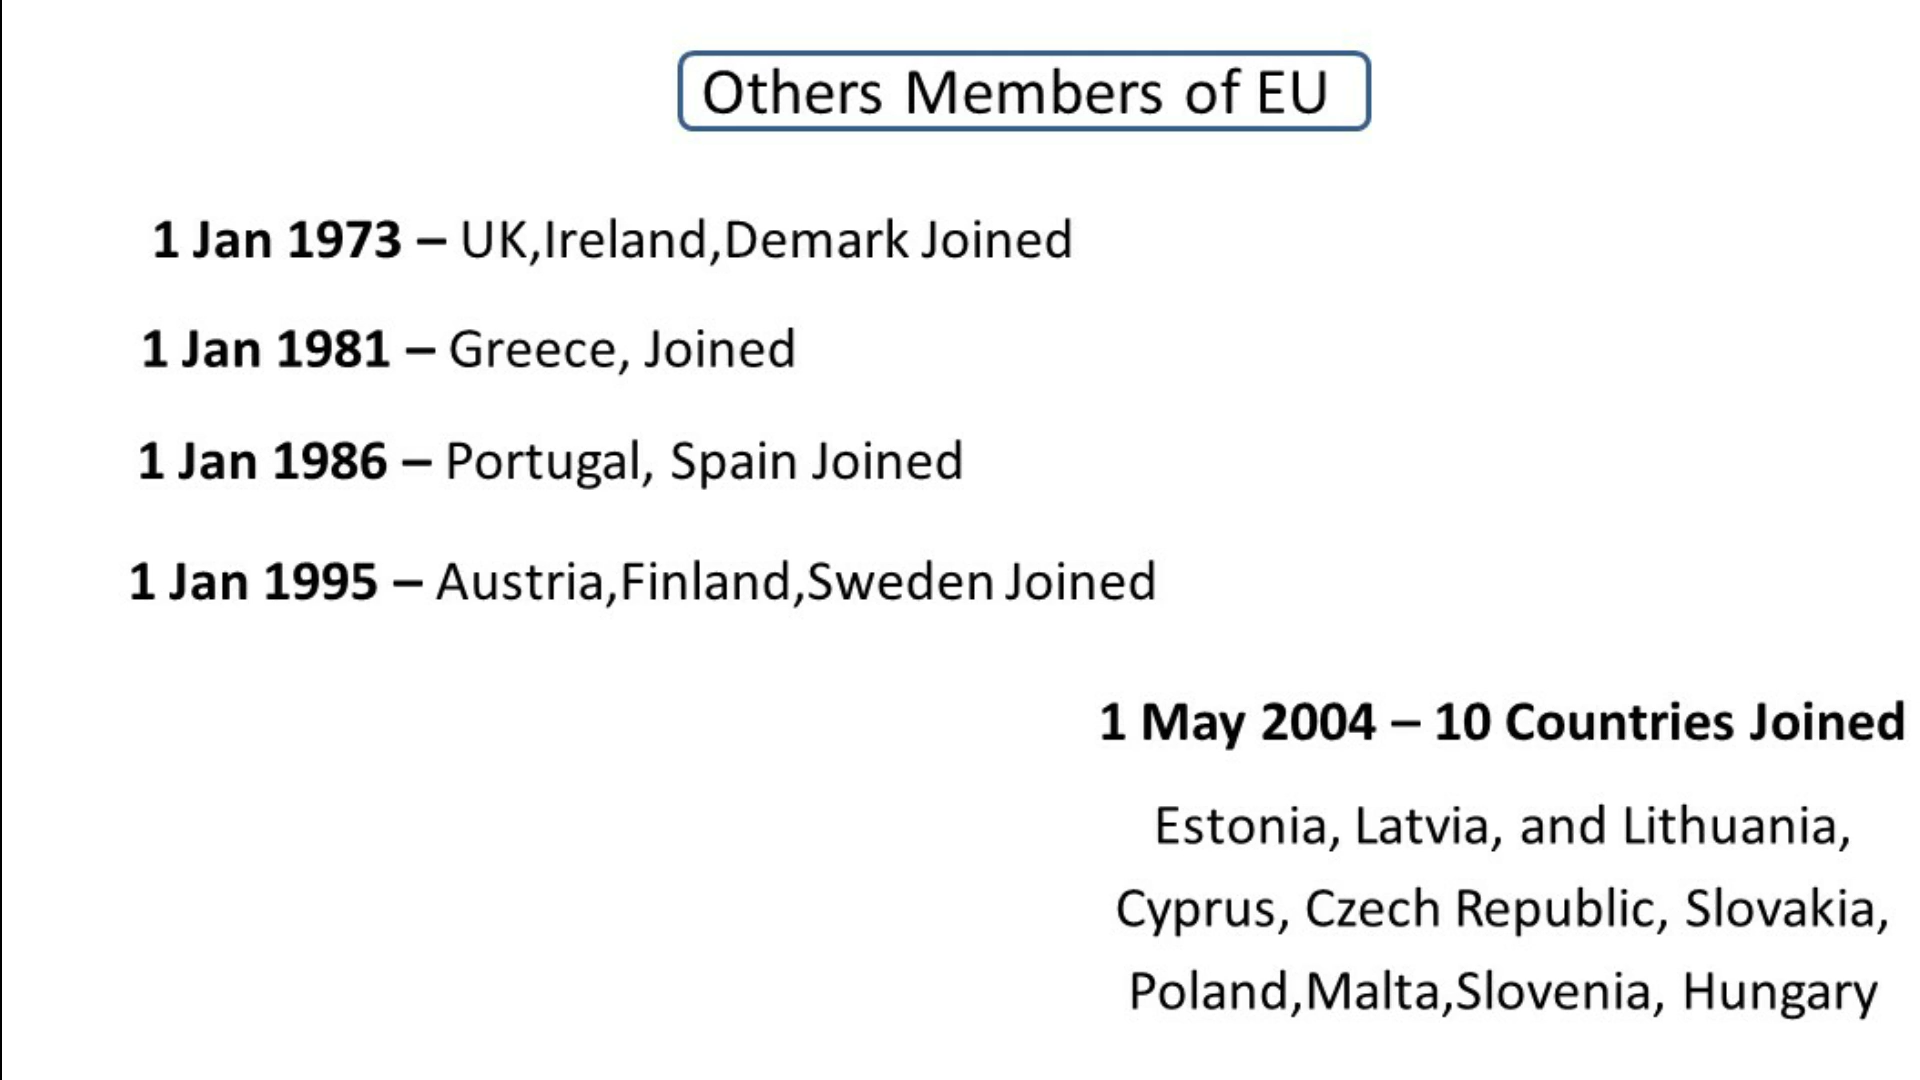 Others Members of EU
1 Jan 1973 – UK,Ireland,Demark Joined
1 Jan 1981 – Greece, Joined
1 Jan 1986 – Portugal, Spain Joined
1 Jan 1995 – Austria,Finland,Sweden Joined
1 May 2004 – 10 Countries Joined
Estonia, Latvia, and Lithuania,
Cyprus, Czech Republic, Slovakia,
Poland,Malta,Slovenia, Hungary